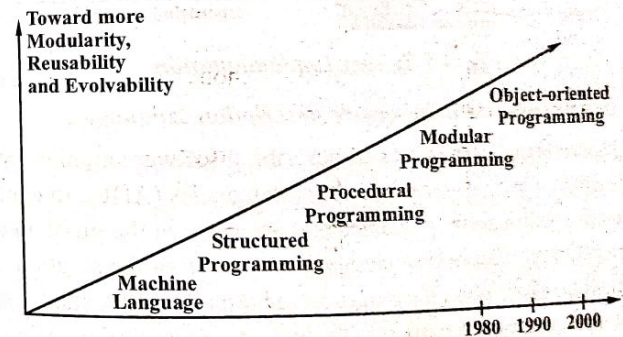 Toward more
Modularity,
Reusability
and Evolvability
Object-oriented
Programming
Modular
Programming
Procedural
Programming
Structured
Programming
Machine
Language
1980 1990 2000